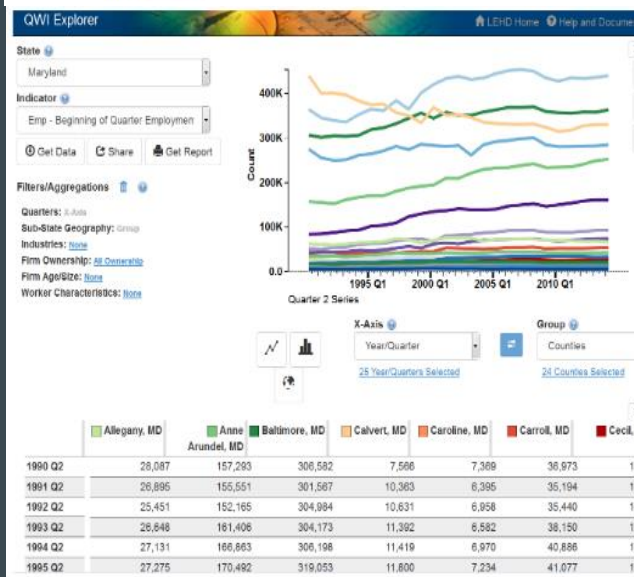 QWI Explorer
LEHD Home Help and Docume
State
Maryland
Indicator
Emp - Beginning of Quarter Employmen
Get Data Share Get Report
Filters/Aggregations
Quarters: X-Axis
Sub-State Geography: Group
Industries: None
Firm Ownership: All Ownership
Firm Age/Size: None
Worker Characteristics: None
Count
400K
300K
200K
100K
0.0
1995 Q1 2000 Q1 2005 Q1 2010 Q1
Quarter 2 Series
X-Axis Group
Year/Quarter Counties
25 Year/Quarters Selected 24 Counties Selected
Allegany, MD Anne Arundel, MD Baltimore, MD Calvert, MD Caroline, MD Carroll, MD Cecil,
1990 Q2 28,087 157,293 306,582 7,566 7,369 36,973 1
1991 Q2 26,895 155,551 301,567 10,363 6,395 35,194 1
1992 Q2 25,451 152,165 304,984 10,631 6,958 35,440 1
1993 Q2 26,648 161,406 304,173 11,392 6,582 38,150 1
1994 Q2 27,131 166,863 306,198 11,419 6,970 40,886 1
1995 Q2 27,275 170,492 319,053 11,800 7,234 41,077 1